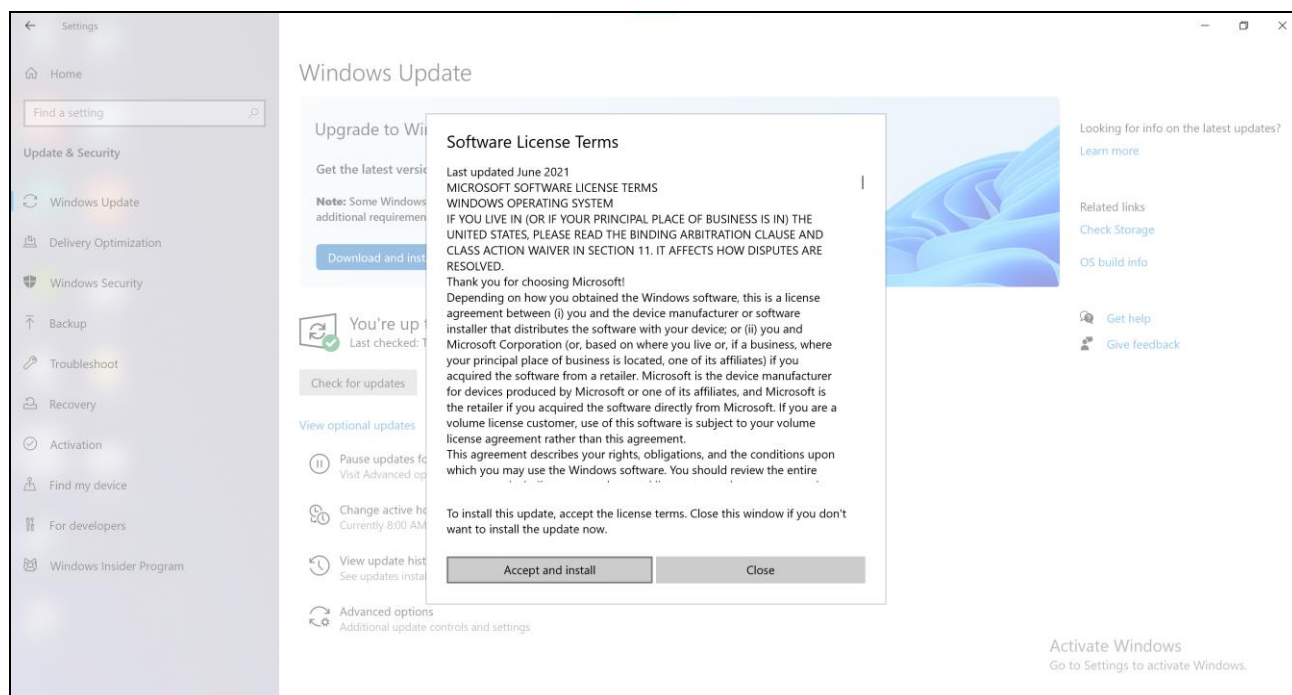 Settings
Home
Find a setting
Update & Security
Windows Update
Delivery Optimization
Windows Security
Backup
Troubleshoot
Recovery
Activation
Find my device
For developers
Windows Insider Program
Windows Update
Upgrade to Wi
Get the latest versi
Note: Some Windows
additional requiremen
Download and inst
You're up t
Last checked: T
Check for updates
View optional updates
Pause updates fo
Visit Advanced op
Change active ho
Currently 8:00 AM
View update hist
See updates instal
Advanced options
Additional update controls and settings
Software License Terms
Last updated June 2021
MICROSOFT SOFTWARE LICENSE TERMS
WINDOWS OPERATING SYSTEM
IF YOU LIVE IN (OR IF YOUR PRINCIPAL PLACE OF BUSINESS IS IN) THE
UNITED STATES, PLEASE READ THE BINDING ARBITRATION CLAUSE AND
CLASS ACTION WAIVER IN SECTION 11. IT AFFECTS HOW DISPUTES ARE
RESOLVED.
Thank you for choosing Microsoft!
Depending on how you obtained the Windows software, this is a license
agreement between (i) you and the device manufacturer or software
installer that distributes the software with your device; or (ii) you and
Microsoft Corporation (or, based on where you live or, if a business, where
your principal place of business is located, one of its affiliates) if you
acquired the software from a retailer. Microsoft is the device manufacturer
for devices produced by Microsoft or one of its affiliates, and Microsoft is
the retailer if you acquired the software directly from Microsoft. If you are a
volume license customer, use of this software is subject to your volume
license agreement rather than this agreement.
This agreement describes your rights, obligations, and the conditions upon
which you may use the Windows software. You should review the entire
To install this update, accept the license terms. Close this window if you don't
want to install the update now.
Accept and install
Close
Looking for info on the latest updates?
Learn more
Related links
Check Storage
OS build info
Get help
Give feedback
Activate Windows
Go to Settings to activate Windows.